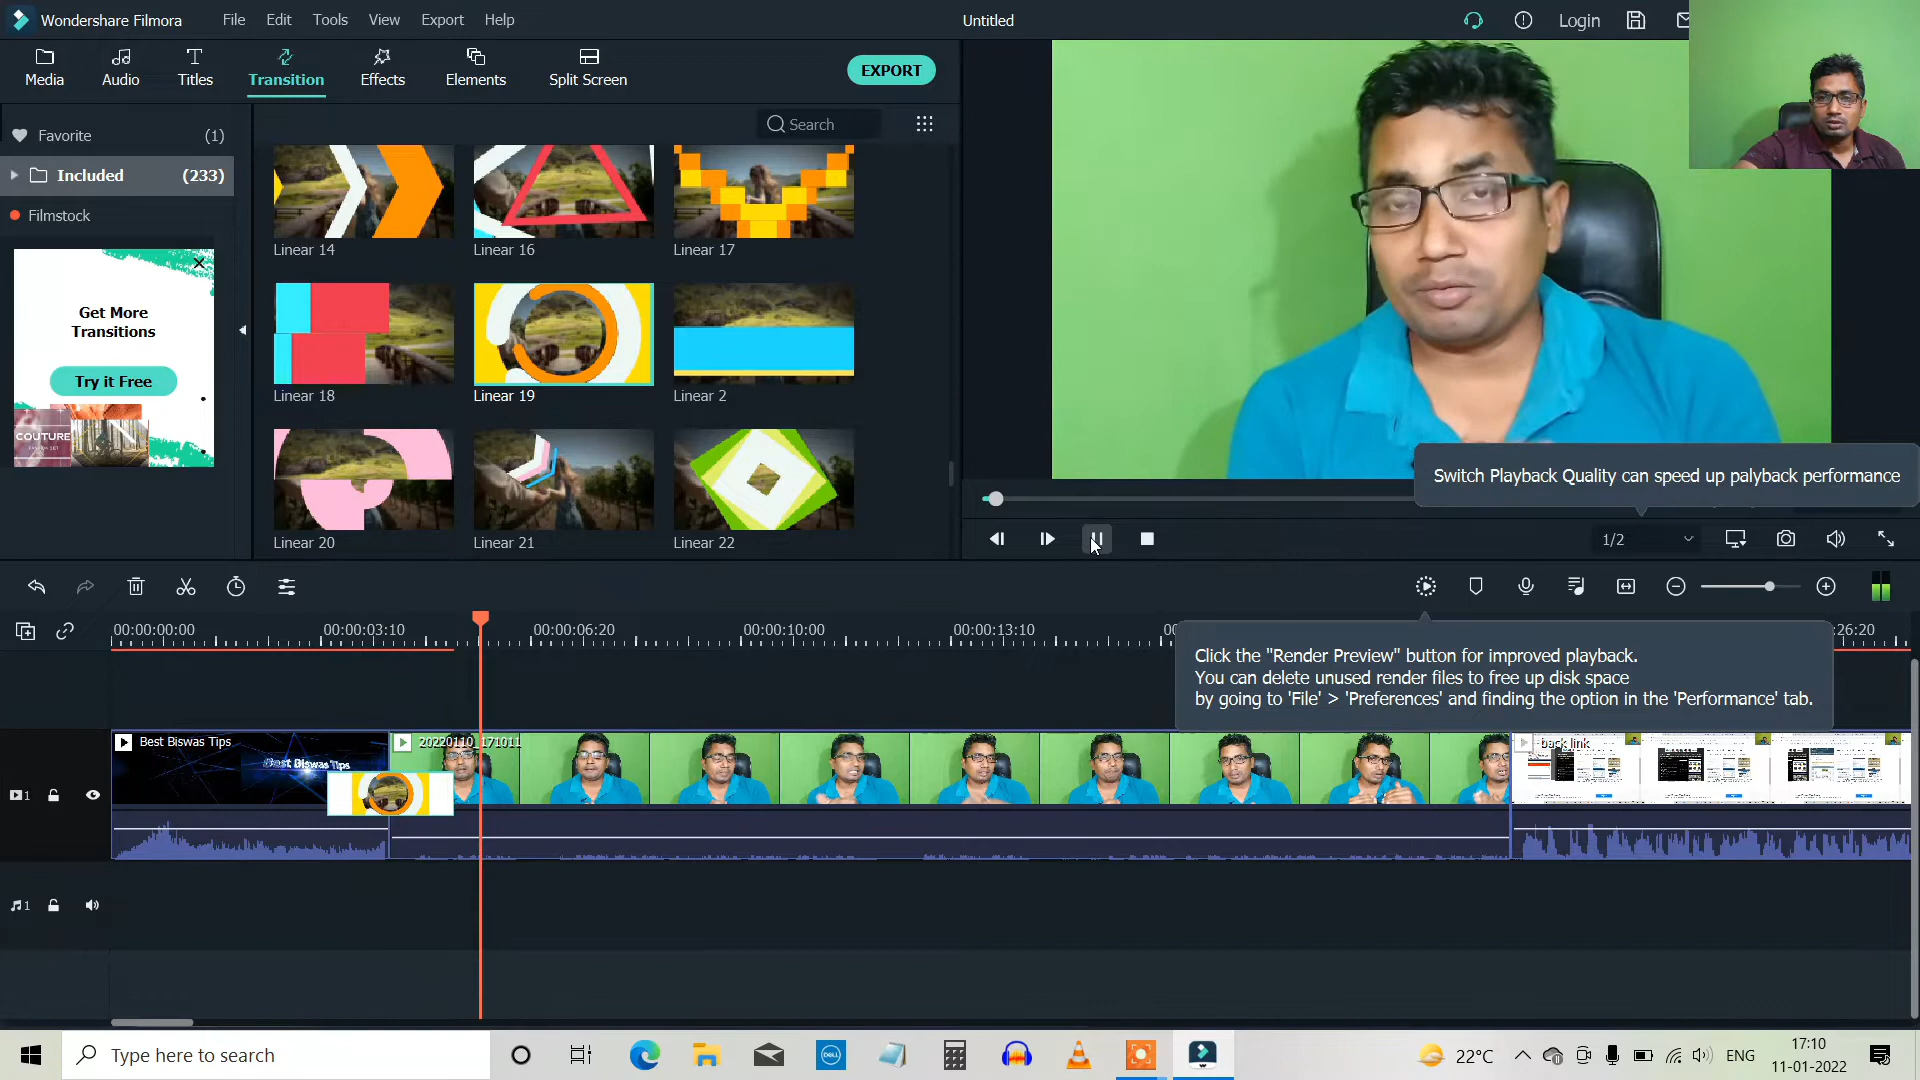 Wondershare Filmora
File
Edit
Tools
View
Export
Help
Untitled
Login
Media
Audio
Titles
Transition
Effects
Elements
Split Screen
EXPORT
Favorite (1)
Included (233)
Filmstock
Search
Get More
Transitions
Try it Free
COUTURE
Linear 14
Linear 16
Linear 17
Linear 18
Linear 19
Linear 2
Linear 20
Linear 21
Linear 22
Switch Playback Quality can speed up palyback performance
1/2
00:00:00:00
00:00:03:10
00:00:06:20
00:00:10:00
00:00:13:10
:26:20
Click the "Render Preview" button for improved playback.
You can delete unused render files to free up disk space
by going to 'File' > 'Preferences' and finding the option in the 'Performance' tab.
Best Biswas Tips
Best Biswas Tips
20220110_171011
back link
1
1
Type here to search
DELL
22°C
ENG
17:10
11-01-2022